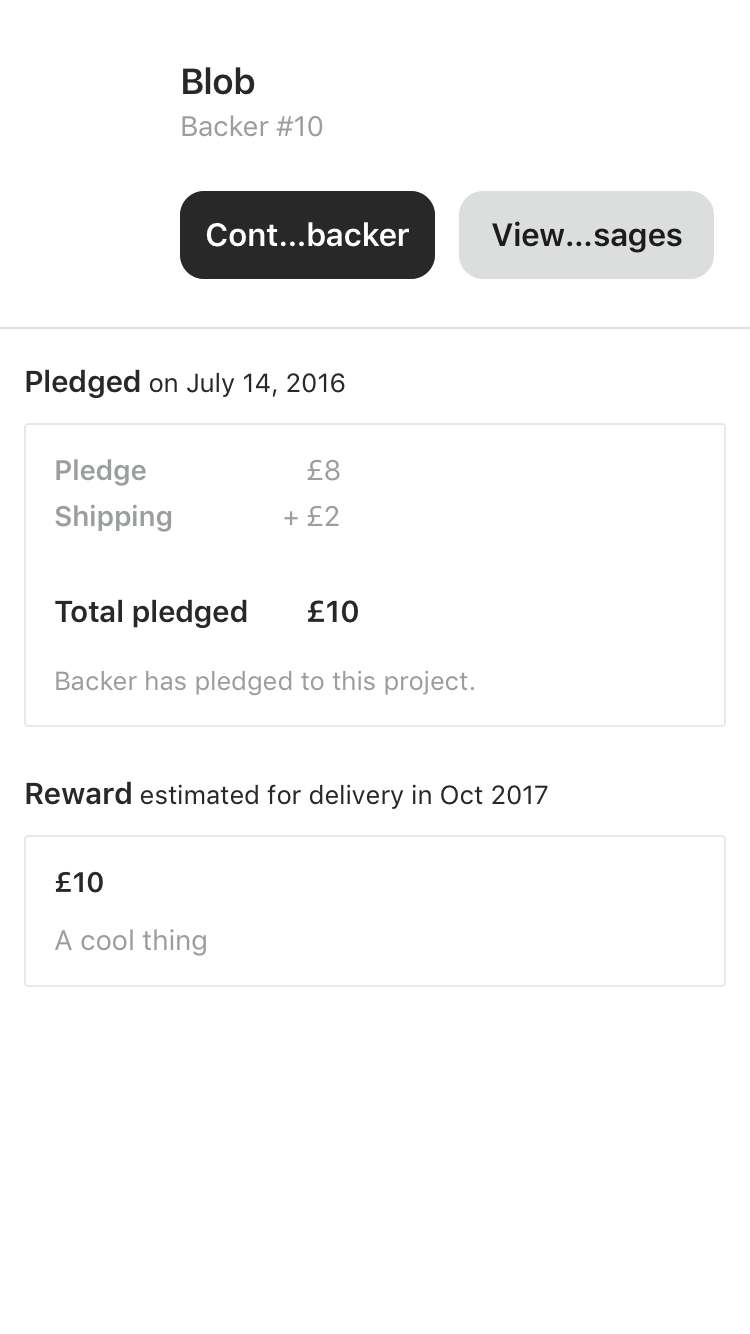 Blob
Backer #10
Cont...backer View...sages
Pledged on July 14, 2016
Pledge £8
Shipping + £2
Total pledged £10
Backer has pledged to this project.
Reward estimated for delivery in Oct 2017
£10
A cool thing